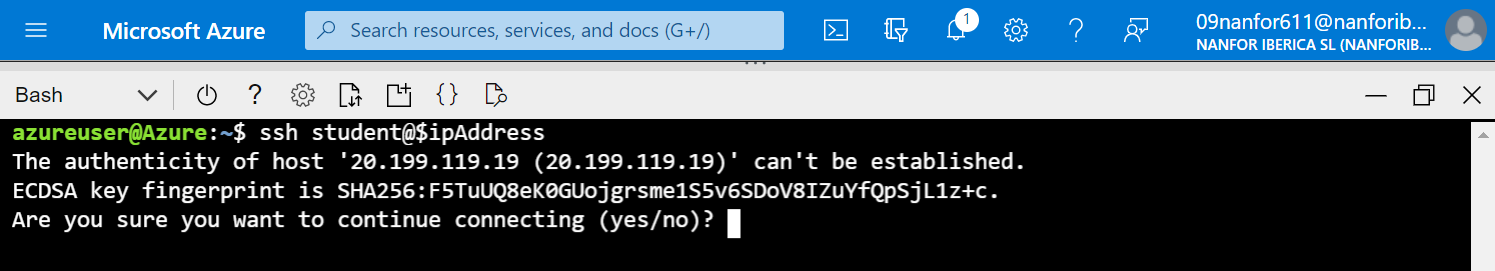 Microsoft Azure
Search resources, services, and docs (G+/)
1
09nanfor611@nanforib...
NANFOR IBERICA SL (NANFORIB...
Bash
azureuser@Azure:~$ ssh student@$ipAddress
The authenticity of host '20.199.119.19 (20.199.119.19)' can't be established.
ECDSA key fingerprint is SHA256:F5TuUQ8eK0GUojgrsme1S5v6SDoV8IZuYfQpSjL1z+c.
Are you sure you want to continue connecting (yes/no)?